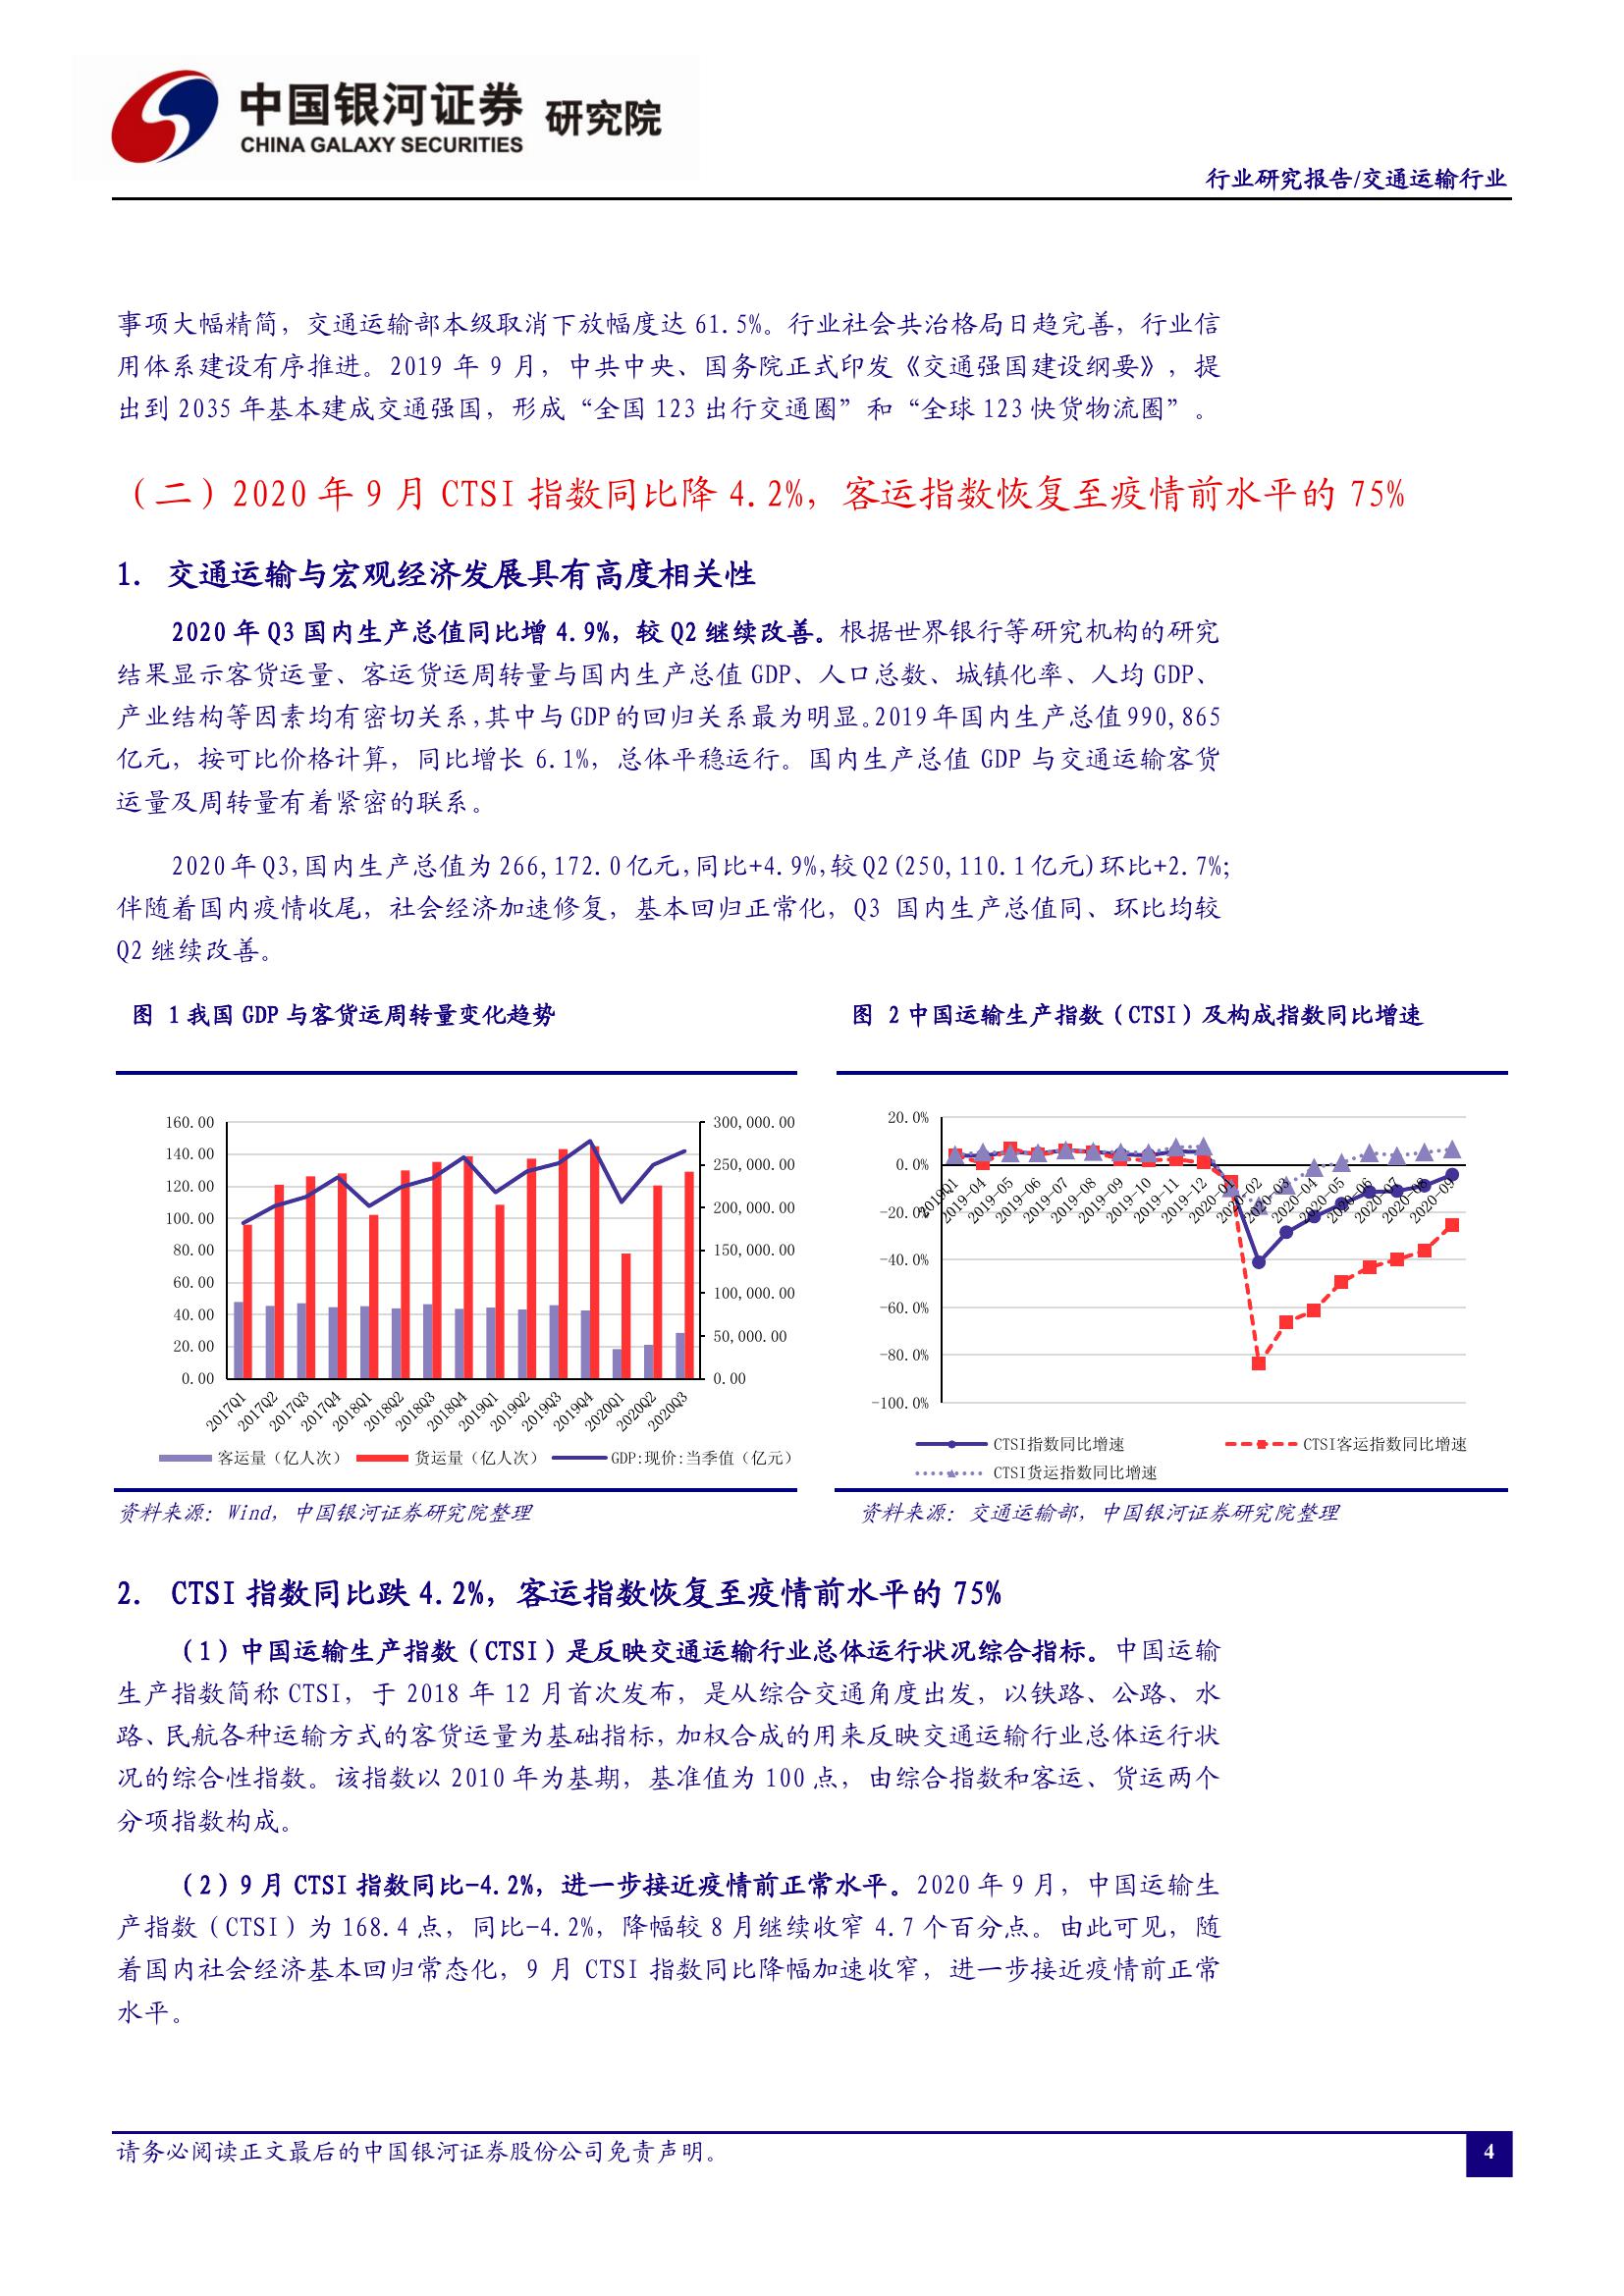 中国银河证券 研究院
CHINA GALAXY SECURITIES
行业研究报告/交通运输行业
事项大幅精简，交通运输部本级取消下放幅度达 61.5%。行业社会共治格局日趋完善，行业信
用体系建设有序推进。2019 年 9 月，中共中央、国务院正式印发《交通强国建设纲要》，提
出到 2035 年基本建成交通强国，形成“全国 123 出行交通圈”和“全球 123 快货物流圈”。
（二）2020 年 9 月 CTSI 指数同比降 4.2%，客运指数恢复至疫情前水平的 75%
1. 交通运输与宏观经济发展具有高度相关性
2020 年 Q3 国内生产总值同比增 4.9%，较 Q2 继续改善。根据世界银行等研究机构的研究
结果显示客货运量、客运货运周转量与国内生产总值 GDP、人口总数、城镇化率、人均 GDP、
产业结构等因素均有密切关系，其中与 GDP 的回归关系最为明显。2019 年国内生产总值 990,865
亿元，按可比价格计算，同比增长 6.1%，总体平稳运行。国内生产总值 GDP 与交通运输客货
运量及周转量有着紧密的联系。
2020 年 Q3，国内生产总值为 266,172.0 亿元，同比+4.9%，较 Q2（250,110.1 亿元）环比+2.7%；
伴随着国内疫情收尾，社会经济加速修复，基本回归正常化，Q3 国内生产总值同、环比均较
Q2 继续改善。
图 1 我国 GDP 与客货运周转量变化趋势
160.00
140.00
120.00
100.00
80.00
60.00
40.00
20.00
0.00
300,000.00
250,000.00
200,000.00
150,000.00
100,000.00
50,000.00
0.00
2017Q1 2017Q2 2017Q3 2017Q4 2018Q1 2018Q2 2018Q3 2018Q4 2019Q1 2019Q2 2019Q3 2019Q4 2020Q1 2020Q2 2020Q3
客运量（亿人次） 货运量（亿人次） GDP:现价:当季值（亿元）
资料来源：Wind，中国银河证券研究院整理
图 2 中国运输生产指数（CTSI）及构成指数同比增速
20.0%
0.0%
-20.0%
-40.0%
-60.0%
-80.0%
-100.0%
2019Q1 2019-04 2019-05 2019-06 2019-07 2019-08 2019-09 2019-10 2019-11 2019-12 2020-01 2020-02 2020-03 2020-04 2020-05 2020-06 2020-07 2020-08 2020-09
CTSI指数同比增速 CTSI客运指数同比增速
CTSI货运指数同比增速
资料来源：交通运输部，中国银河证券研究院整理
2. CTSI 指数同比跌 4.2%，客运指数恢复至疫情前水平的 75%
（1）中国运输生产指数（CTSI）是反映交通运输行业总体运行状况综合指标。中国运输
生产指数简称 CTSI，于 2018 年 12 月首次发布，是从综合交通角度出发，以铁路、公路、水
路、民航各种运输方式的客货运量为基础指标，加权合成的用来反映交通运输行业总体运行状
况的综合性指数。该指数以 2010 年为基期，基准值为 100 点，由综合指数和客运、货运两个
分项指数构成。
（2）9 月 CTSI 指数同比-4.2%，进一步接近疫情前正常水平。2020 年 9 月，中国运输生
产指数（CTSI）为 168.4 点，同比-4.2%，降幅较 8 月继续收窄 4.7 个百分点。由此可见，随
着国内社会经济基本回归常态化，9 月 CTSI 指数同比降幅加速收窄，进一步接近疫情前正常
水平。
请务必阅读正文最后的中国银河证券股份公司免责声明。
4